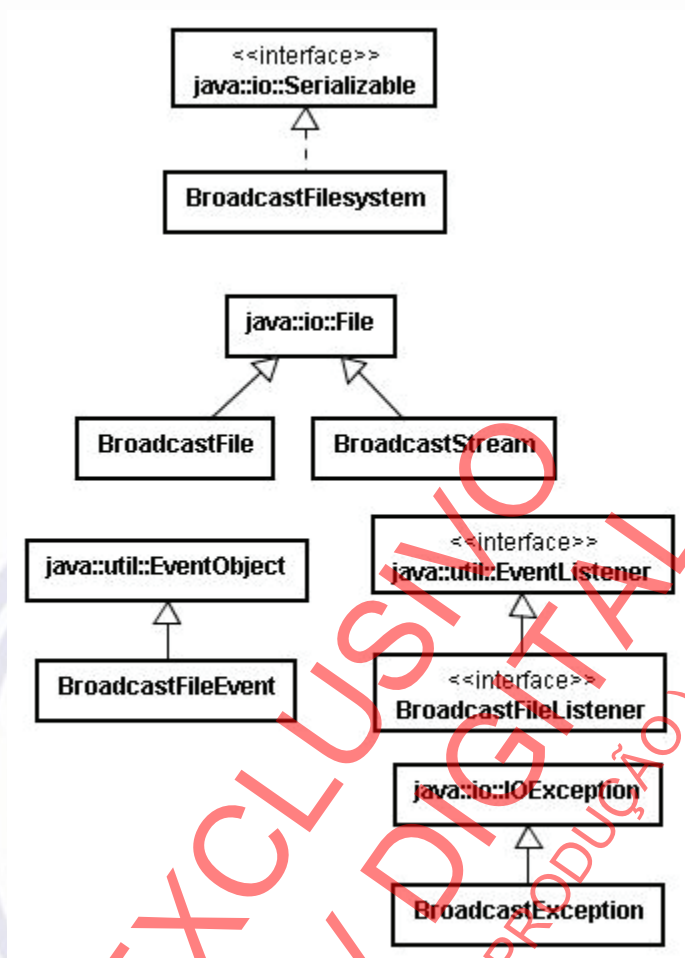 <<interface>>
java::io::Serializable
BroadcastFilesystem
java::io::File
BroadcastFile
BroadcastStream
java::util::EventObject
<<interface>>
java::util::EventListener
BroadcastFileEvent
<<interface>>
BroadcastFileListener
java::io::IOException
BroadcastException
EXCLUSIVO
DIGITAL
PRODUÇÃO)